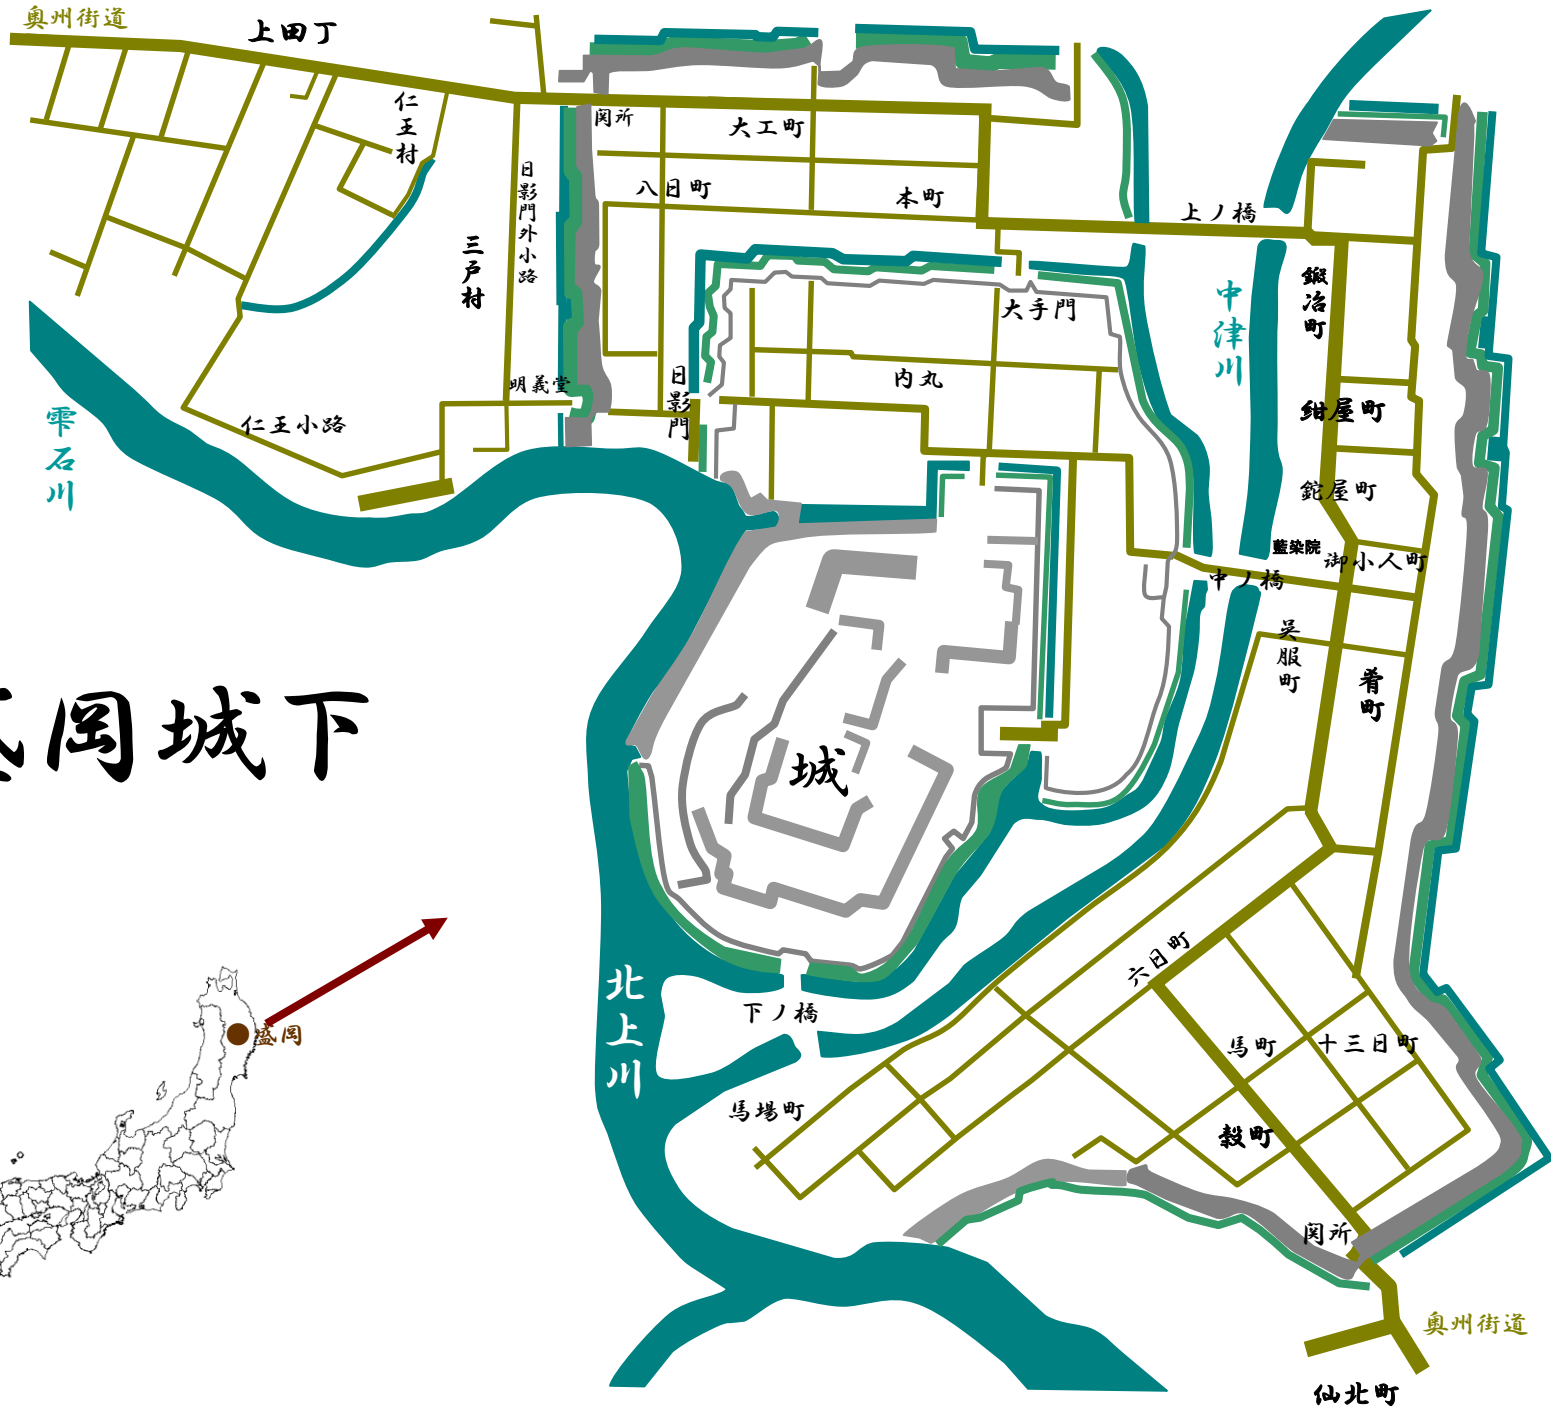 奥州街道
上田丁
仁王村
関所
大工町
日影門外小路
八日町
本町
上ノ橋
三戸村
中津川
鍛冶町
大手門
明義堂
日影門
内丸
紺屋町
雫石川
仁王小路
鉈屋町
藍染院
御小人町
中ノ橋
呉服町
肴町
盛岡城下
城
六日町
北上川
下ノ橋
盛岡
馬町
十三日町
馬場町
穀町
関所
奥州街道
仙北町